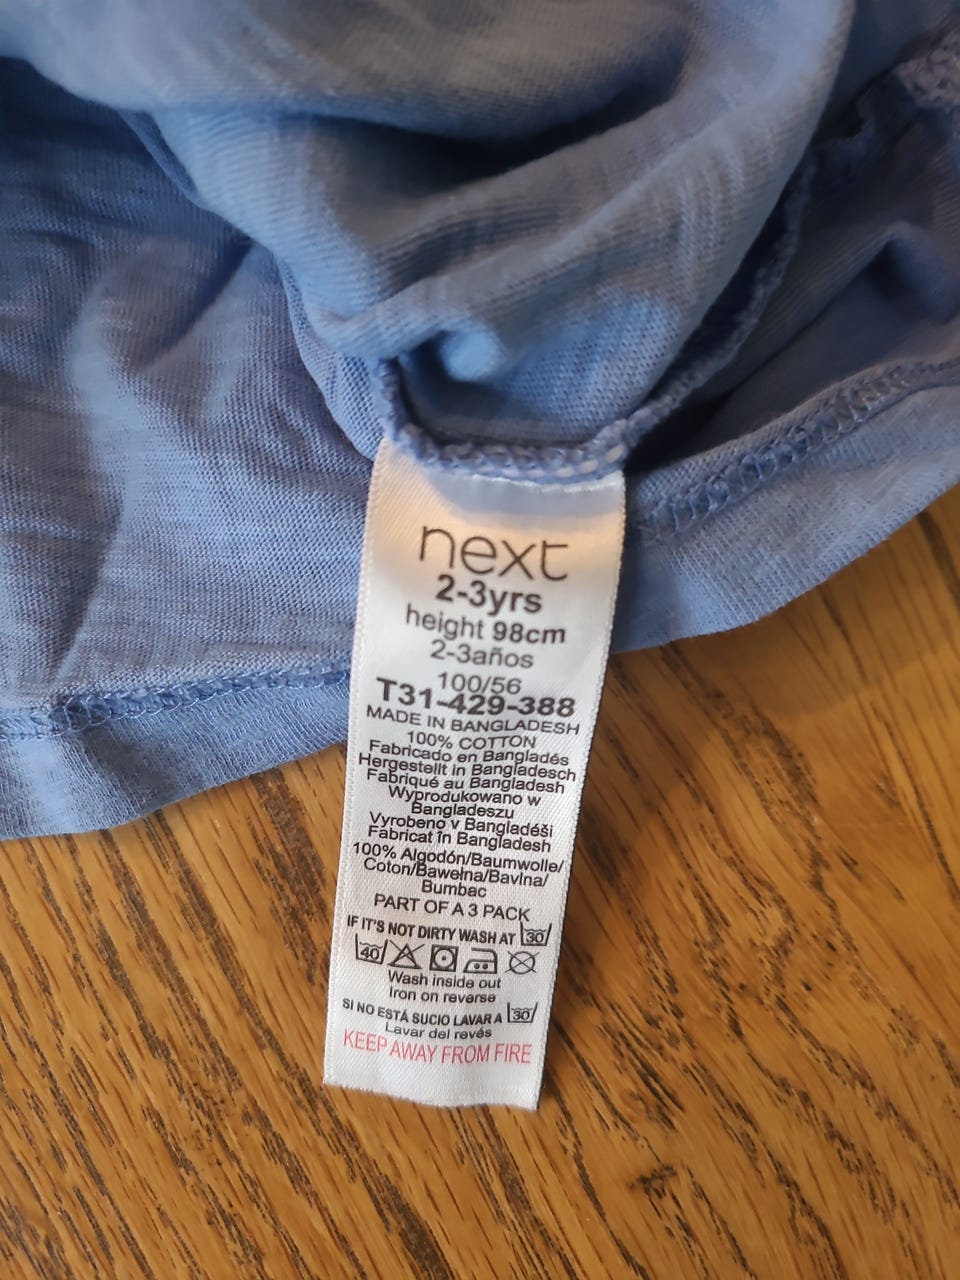 next
2-3yrs
height 98cm
2-3años
100/56
T31-429-388
MADE IN BANGLADESH
100% COTTON
Fabricado en Bangladés
Hergestellt in Bangladesch
Fabriqué au Bangladesh
Wyprodukowano w
Bangladeszu
Vyrobeno v Bangladéši
Fabricat în Bangladesh
100% Algodón/Baumwolle/
Coton/Bawełna/Bavlna/
Bumbac
PART OF A 3 PACK
IF IT'S NOT DIRTY WASH AT 30
40
Wash inside out
Iron on reverse
SI NO ESTÁ SUCIO LAVAR A 30
Lavar del revés
KEEP AWAY FROM FIRE